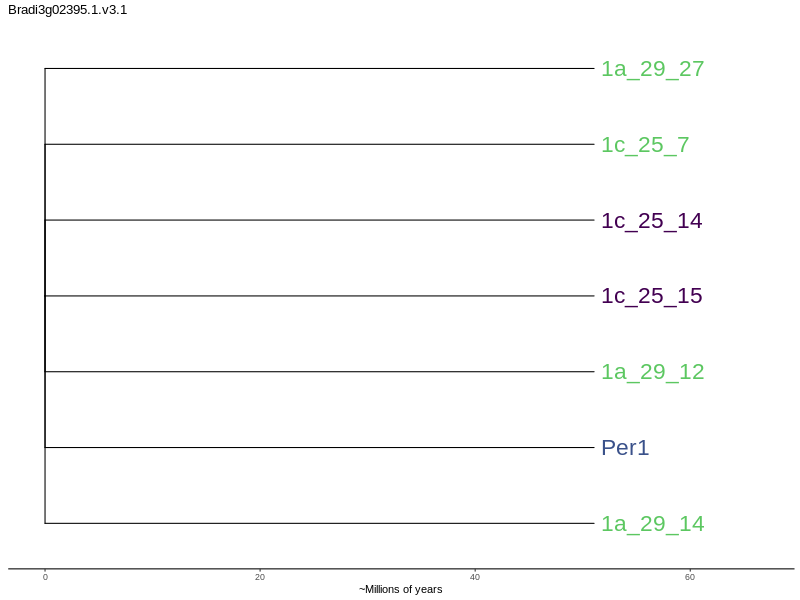 Bradi3g02395.1.v3.1
1a_29_27
1c_25_7
1c_25_14
1c_25_15
1a_29_12
Per1
1a_29_14
0 20 40 60
~Millions of years